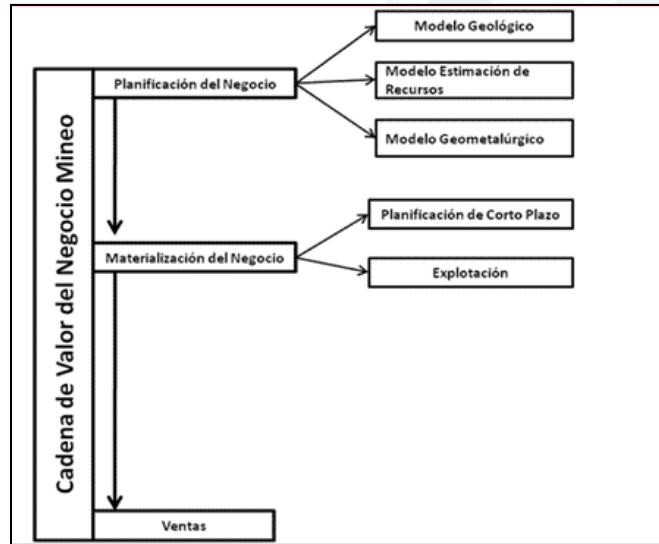 Cadena de Valor del Negocio Mineo
Planificación del Negocio
Modelo Geológico
Modelo Estimación de
Recursos
Modelo Geometalúrgico
Materialización del Negocio
Planificación de Corto Plazo
Explotación
Ventas